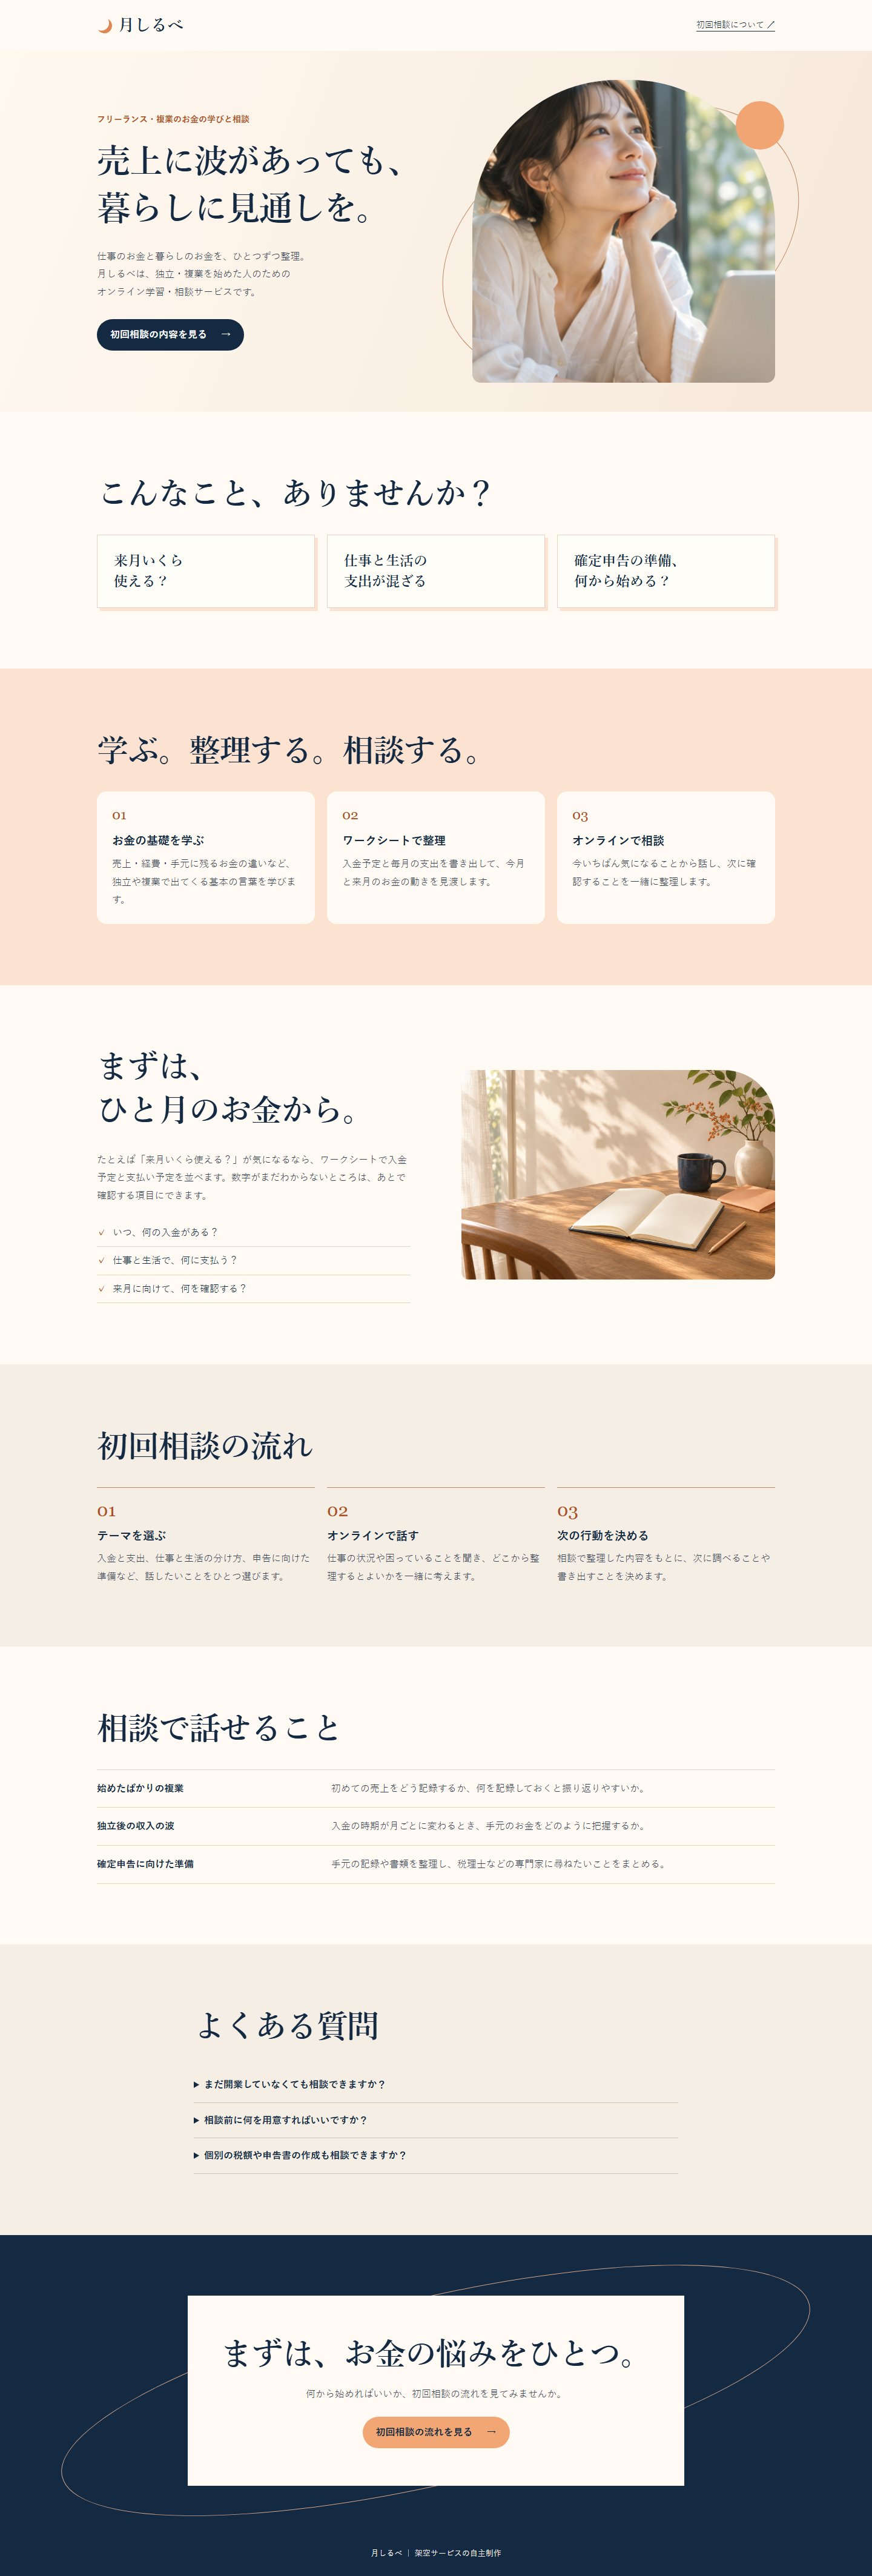 月しるべ
初回相談について ↗
フリーランス・複業のお金の学びと相談
売上に波があっても、
暮らしに見通しを。
仕事のお金と暮らしのお金を、ひとつずつ整理。
月しるべは、独立・複業を始めた人のための
オンライン学習・相談サービスです。
初回相談の内容を見る →
こんなこと、ありませんか？
来月いくら
使える？
仕事と生活の
支出が混ざる
確定申告の準備、
何から始める？
学ぶ。整理する。相談する。
01
お金の基礎を学ぶ
売上・経費・手元に残るお金の違いなど、
独立や複業で出てくる基本の言葉を学びま
す。
02
ワークシートで整理
入金予定と毎月の支出を書き出して、今月
と来月のお金の動きを見渡します。
03
オンラインで相談
今いちばん気になることから話し、次に確
認することを一緒に整理します。
まずは、
ひと月のお金から。
たとえば「来月いくら使える？」が気になるなら、ワークシートで入金
予定と支払い予定を並べます。数字がまだわからないところは、あとで
確認する項目にできます。
✓ いつ、何の入金がある？
✓ 仕事と生活で、何に支払う？
✓ 来月に向けて、何を確認する？
初回相談の流れ
01
テーマを選ぶ
入金と支出、仕事と生活の分け方、申告に向けた
準備など、話したいことをひとつ選びます。
02
オンラインで話す
仕事の状況や困っていることを聞き、どこから整
理するとよいかを一緒に考えます。
03
次の行動を決める
相談で整理した内容をもとに、次に調べることや
書き出すことを決めます。
相談で話せること
始めたばかりの複業
初めての売上をどう記録するか、何を記録しておくと振り返りやすいか。
独立後の収入の波
入金の時期が月ごとに変わるとき、手元のお金をどのように把握するか。
確定申告に向けた準備
手元の記録や書類を整理し、税理士などの専門家に尋ねたいことをまとめる。
よくある質問
▶ まだ開業していなくても相談できますか？
▶ 相談前に何を用意すればいいですか？
▶ 個別の税額や申告書の作成も相談できますか？
まずは、お金の悩みをひとつ。
何から始めればいいか、初回相談の流れを見てみませんか。
初回相談の流れを見る →
月しるべ ｜ 架空サービスの自主制作